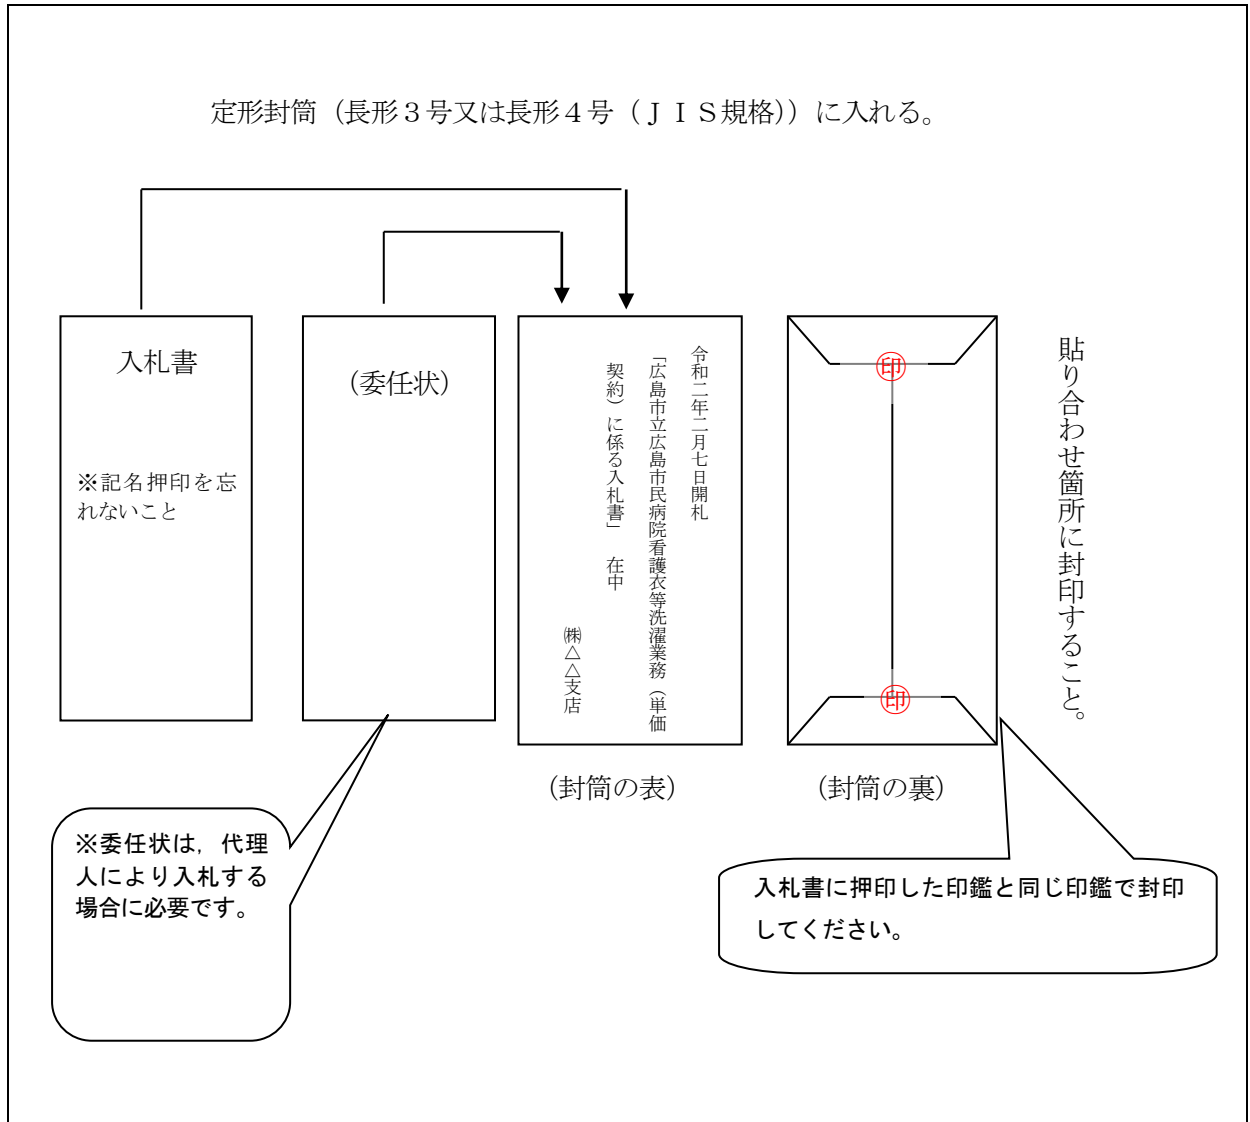 定形封筒（長形３号又は長形４号（ＪＩＳ規格））に入れる。
入札書
※記名押印を忘
れないこと
（委任状）
令和二年二月七日開札
「広島市立広島市民病院看護衣等洗濯業務（単価
契約）に係る入札書」　在中
㈱△△支店
印
印
貼り合わせ箇所に封印すること。
（封筒の表）
（封筒の裏）
※委任状は，代理
人により入札する
場合に必要です。
入札書に押印した印鑑と同じ印鑑で封印
してください。